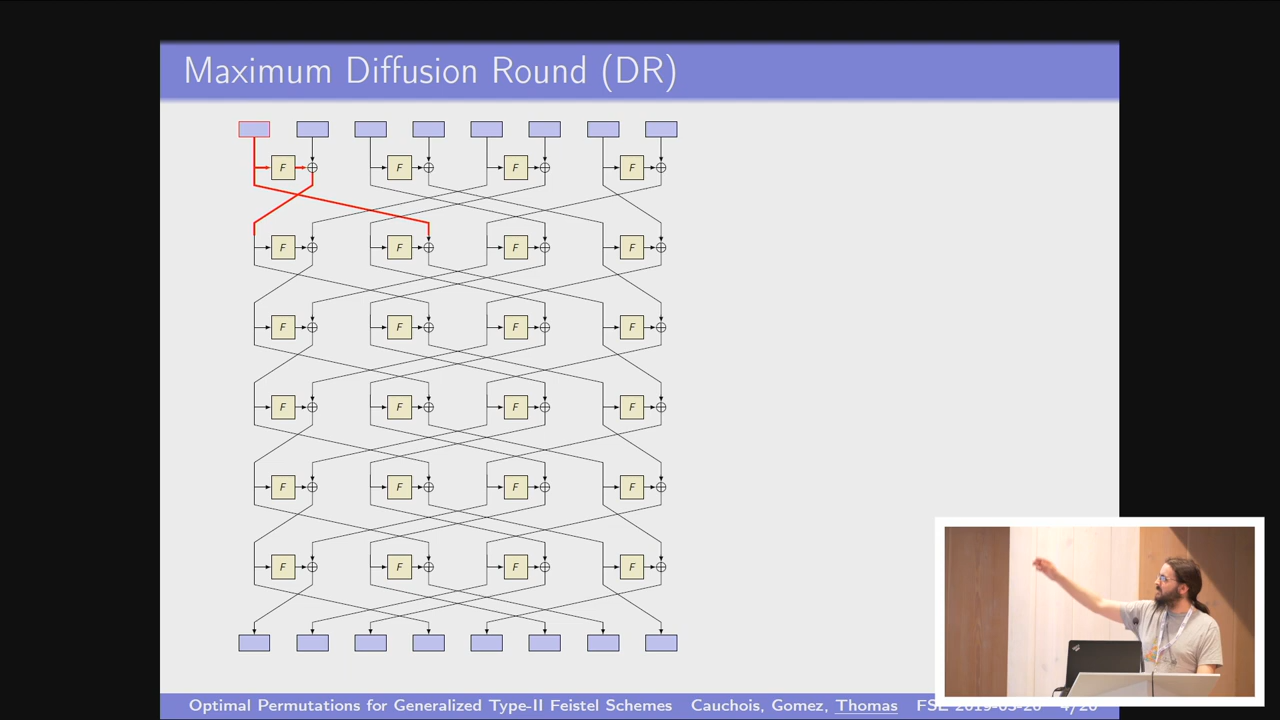 Maximum Diffusion Round (DR)
F F F F
F F F F
F F F F
F F F F
F F F F
F F F F
Optimal Permutations for Generalized Type-II Feistel Schemes Cauchois, Gomez, Thomas FSE 2019-03-26 4/20